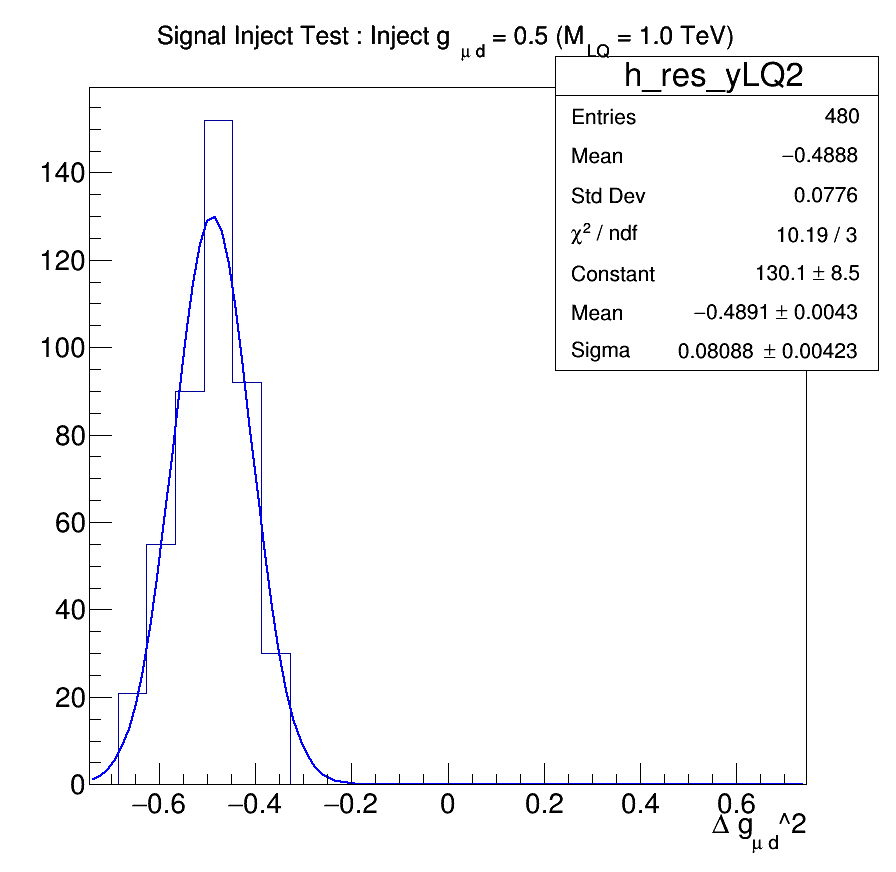 Signal Inject Test : Inject g μ d = 0.5 (M LQ = 1.0 TeV)
h_res_yLQ2
Entries 480
Mean −0.4888
Std Dev 0.0776
χ² / ndf 10.19 / 3
Constant 130.1 ± 8.5
Mean −0.4891 ± 0.0043
Sigma 0.08088 ± 0.00423
140
120
100
80
60
40
20
0
−0.6 −0.4 −0.2 0 0.2 0.4 0.6
Δ g μ d ^2